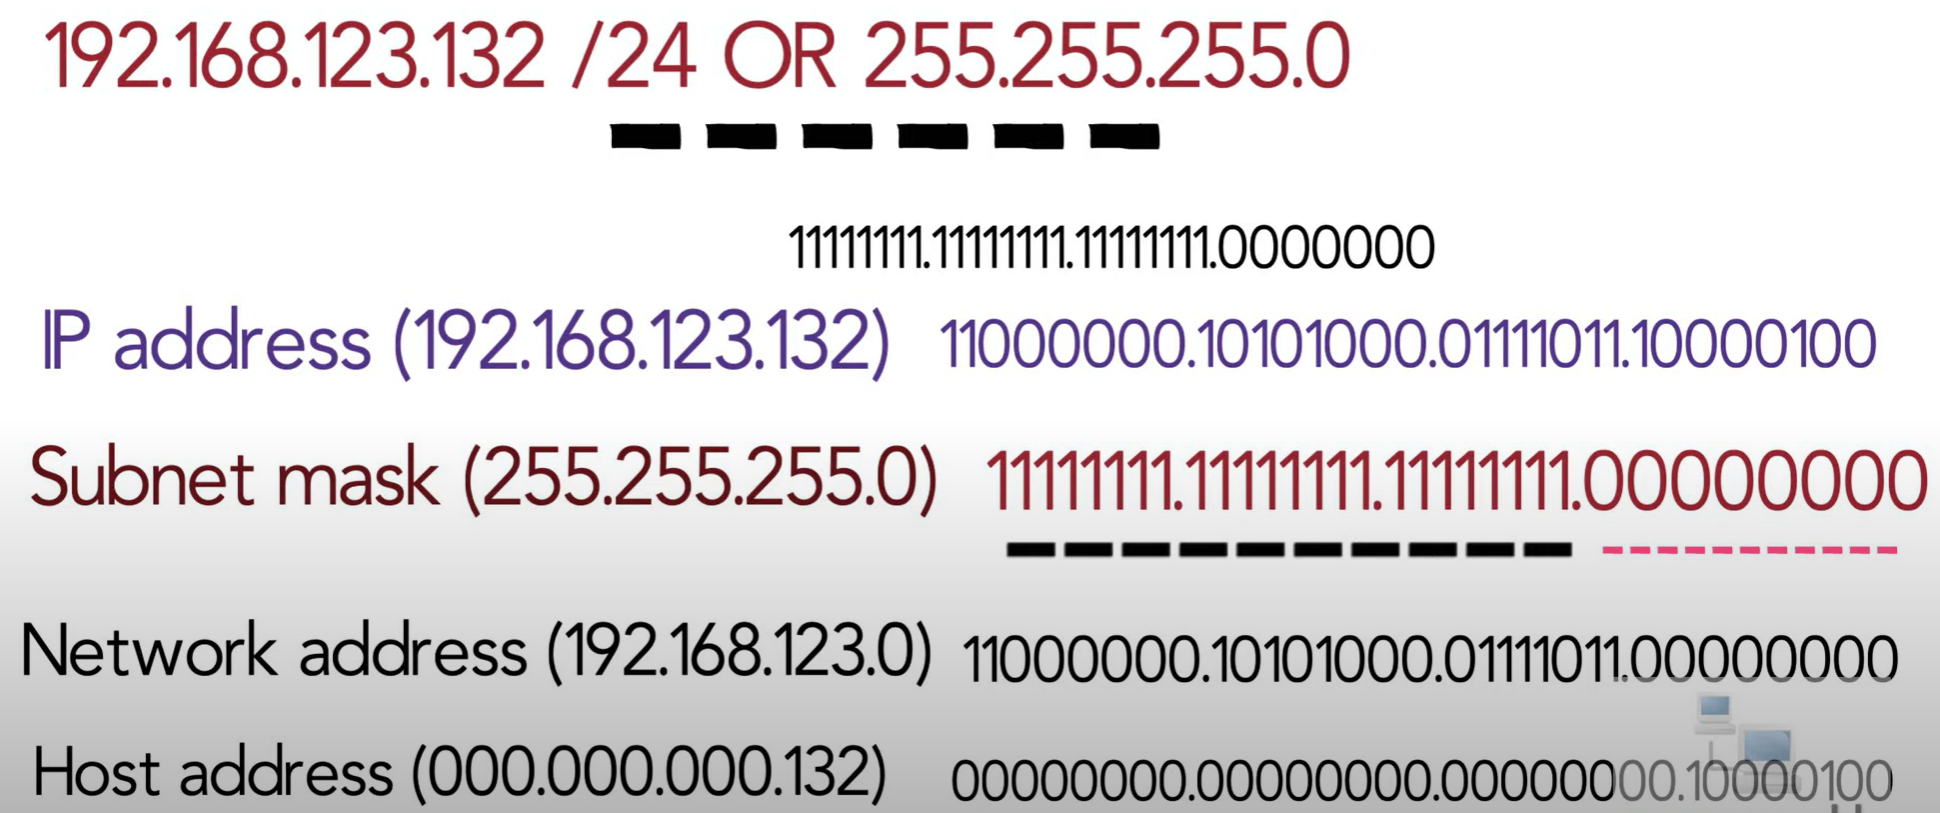 192.168.123.132 /24 OR 255.255.255.0
11111111.11111111.11111111.0000000
IP address (192.168.123.132) 11000000.10101000.01111011.10000100
Subnet mask (255.255.255.0) 11111111.11111111.11111111.00000000
Network address (192.168.123.0) 11000000.10101000.01111011.00000000
Host address (000.000.000.132) 00000000.00000000.00000000.10000100